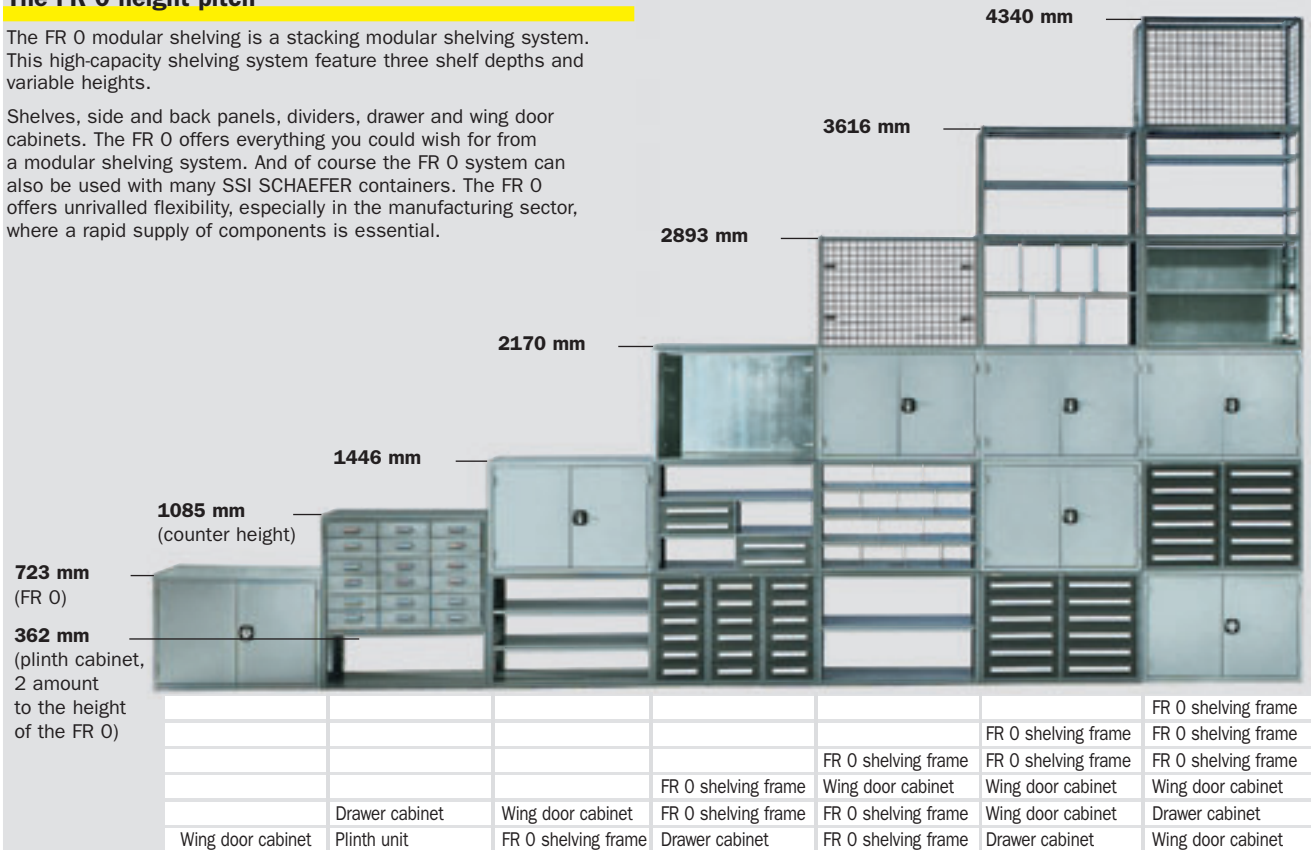 The FR 0 height pitch
The FR 0 modular shelving is a stacking modular shelving system.
This high-capacity shelving system feature three shelf depths and
variable heights.
Shelves, side and back panels, dividers, drawer and wing door
cabinets. The FR 0 offers everything you could wish for from
a modular shelving system. And of course the FR 0 system can
also be used with many SSI SCHAEFER containers. The FR 0
offers unrivalled flexibility, especially in the manufacturing sector,
where a rapid supply of components is essential.
4340 mm
3616 mm
2893 mm
2170 mm
1446 mm
1085 mm
(counter height)
723 mm
(FR 0)
362 mm
(plinth cabinet,
2 amount
to the height
of the FR 0)
FR 0 shelving frame
FR 0 shelving frame FR 0 shelving frame
FR 0 shelving frame FR 0 shelving frame FR 0 shelving frame
FR 0 shelving frame Wing door cabinet Wing door cabinet Wing door cabinet
Drawer cabinet Wing door cabinet FR 0 shelving frame FR 0 shelving frame Wing door cabinet Drawer cabinet
Wing door cabinet Plinth unit FR 0 shelving frame Drawer cabinet FR 0 shelving frame Drawer cabinet Wing door cabinet